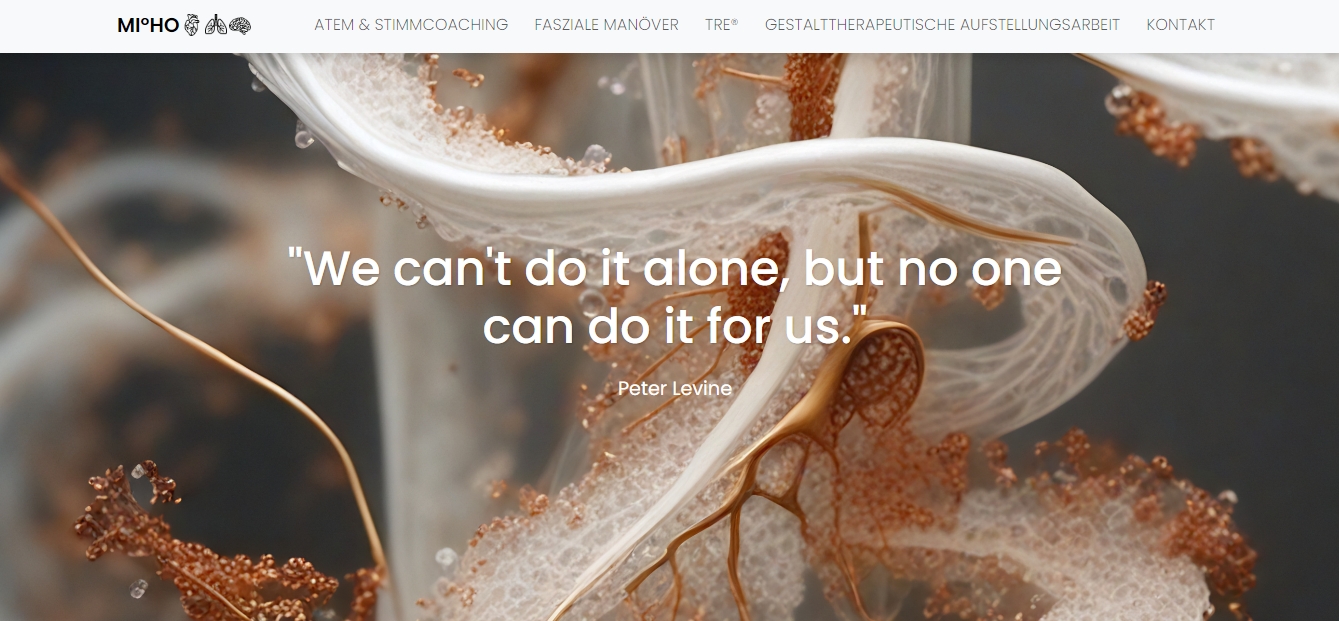 MI°HO
ATEM & STIMMCOACHING
FASZIALE MANÖVER
TRE®
GESTALTTHERAPEUTISCHE AUFSTELLUNGSARBEIT
KONTAKT
"We can't do it alone, but no one
can do it for us."
Peter Levine